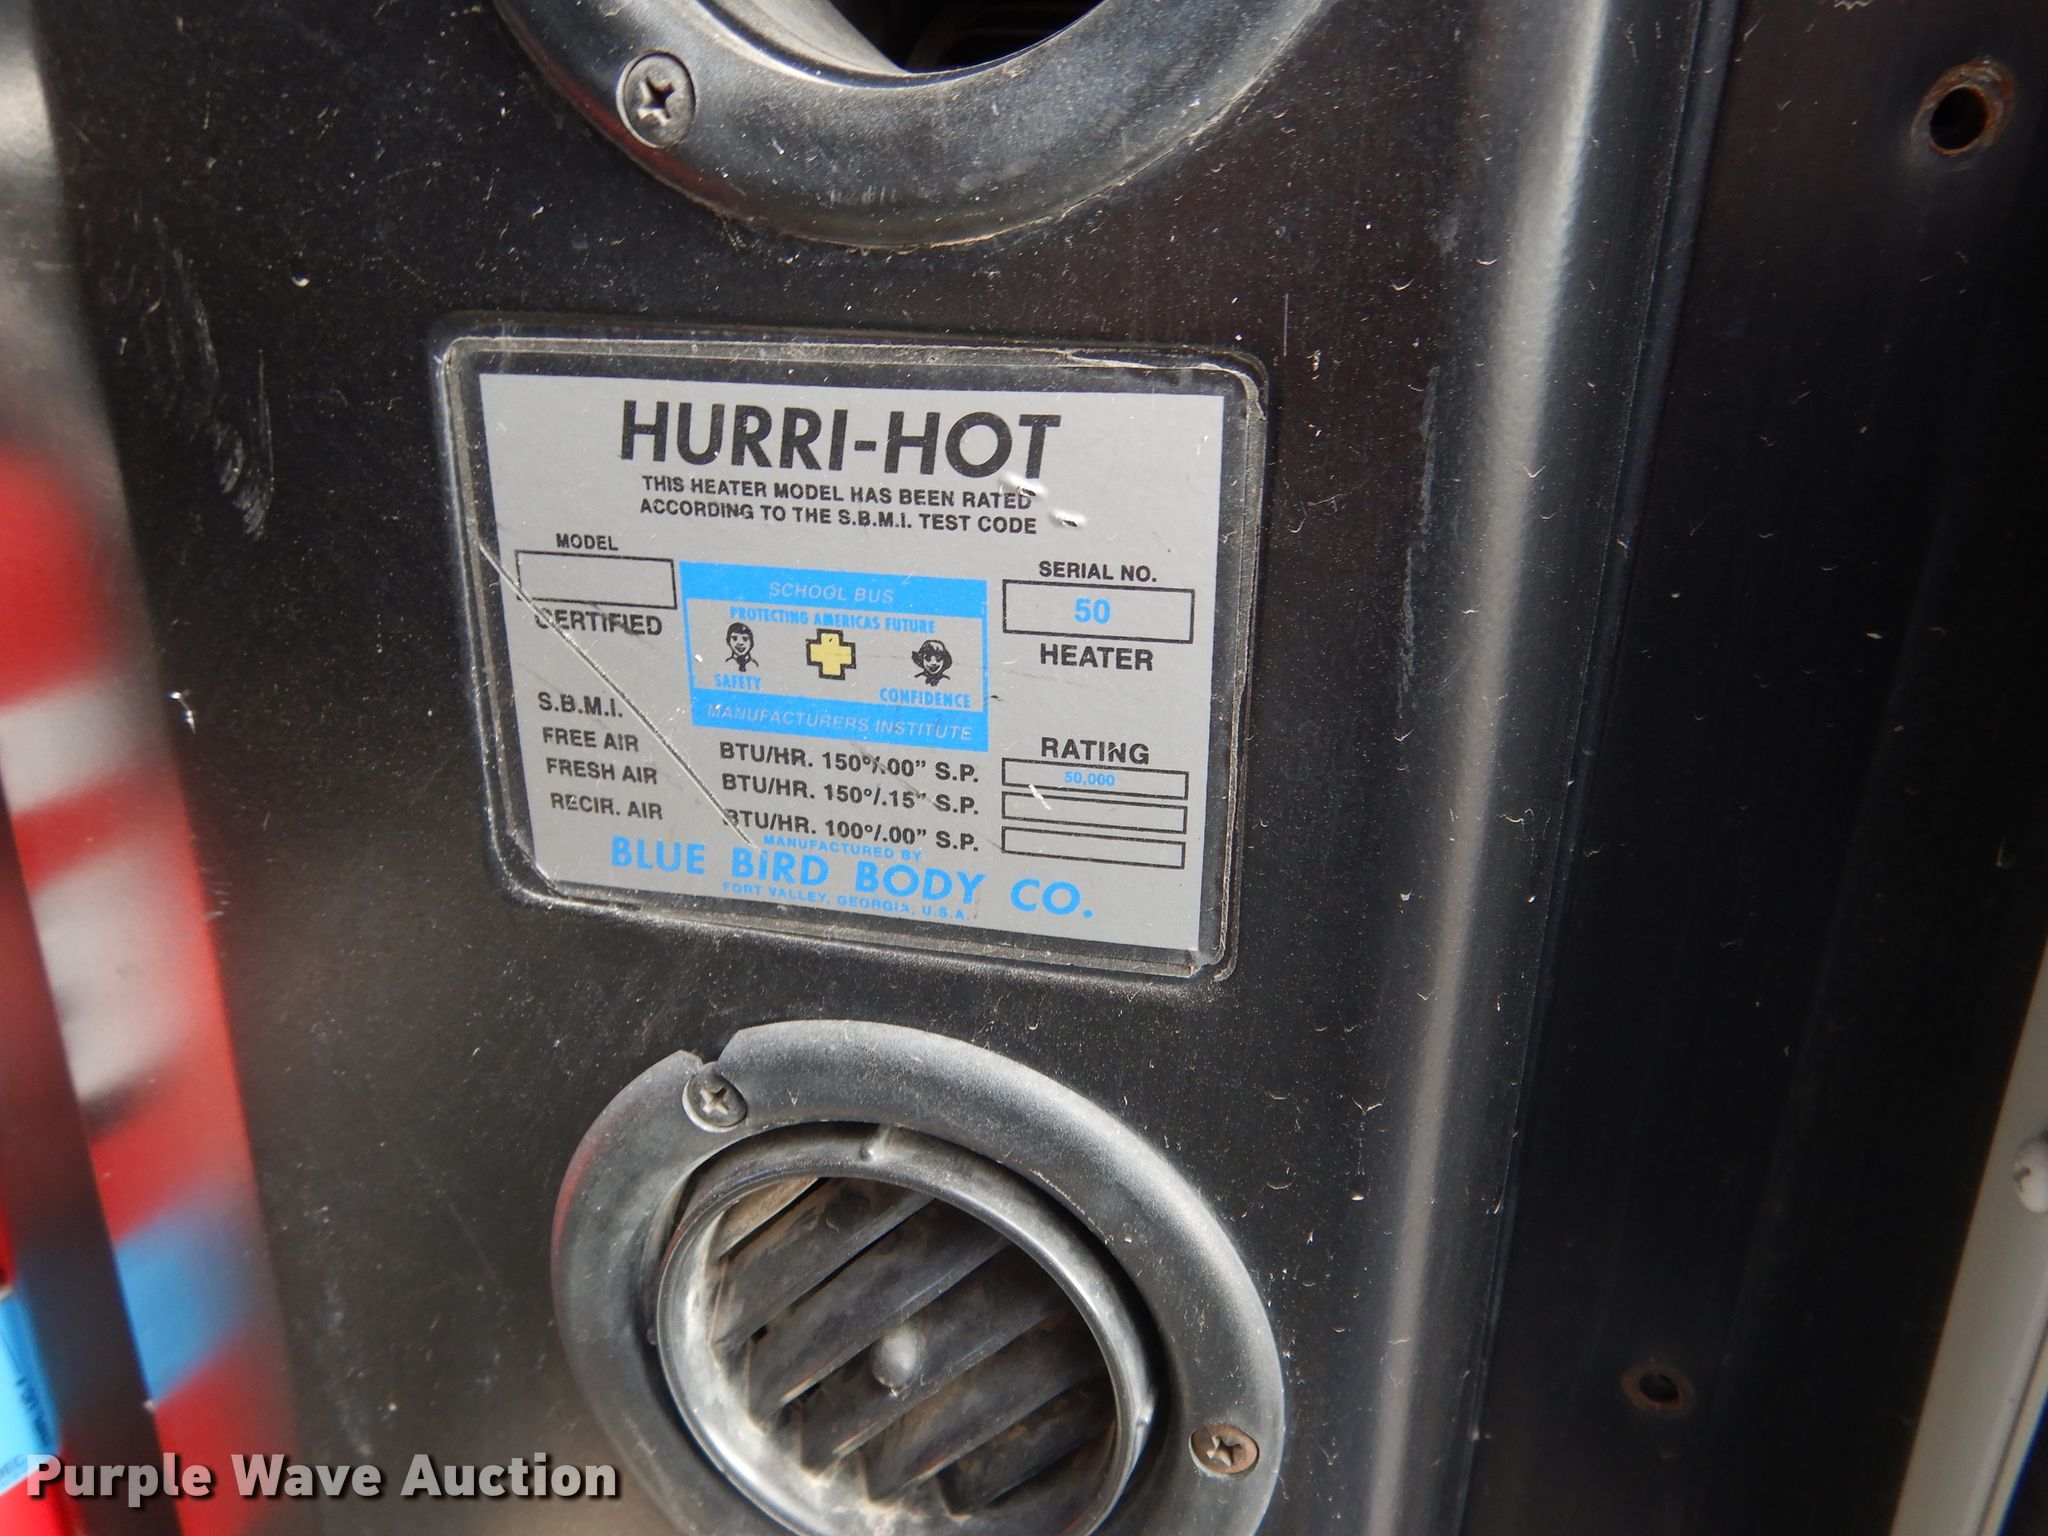 HURRI-HOT
THIS HEATER MODEL HAS BEEN RATED
ACCORDING TO THE S.B.M.I. TEST CODE
MODEL
CERTIFIED
SCHOOL BUS
PROTECTING AMERICAS FUTURE
SAFETY
CONFIDENCE
MANUFACTURERS INSTITUTE
SERIAL NO.
50
HEATER
S.B.M.I.
RATING
FREE AIR BTU/HR. 150°/.00" S.P. 50,000
FRESH AIR BTU/HR. 150°/.15" S.P.
RECIR. AIR BTU/HR. 100°/.00" S.P.
MANUFACTURED BY
BLUE BIRD BODY CO.
FORT VALLEY, GEORGIA, U.S.A.
Purple Wave Auction